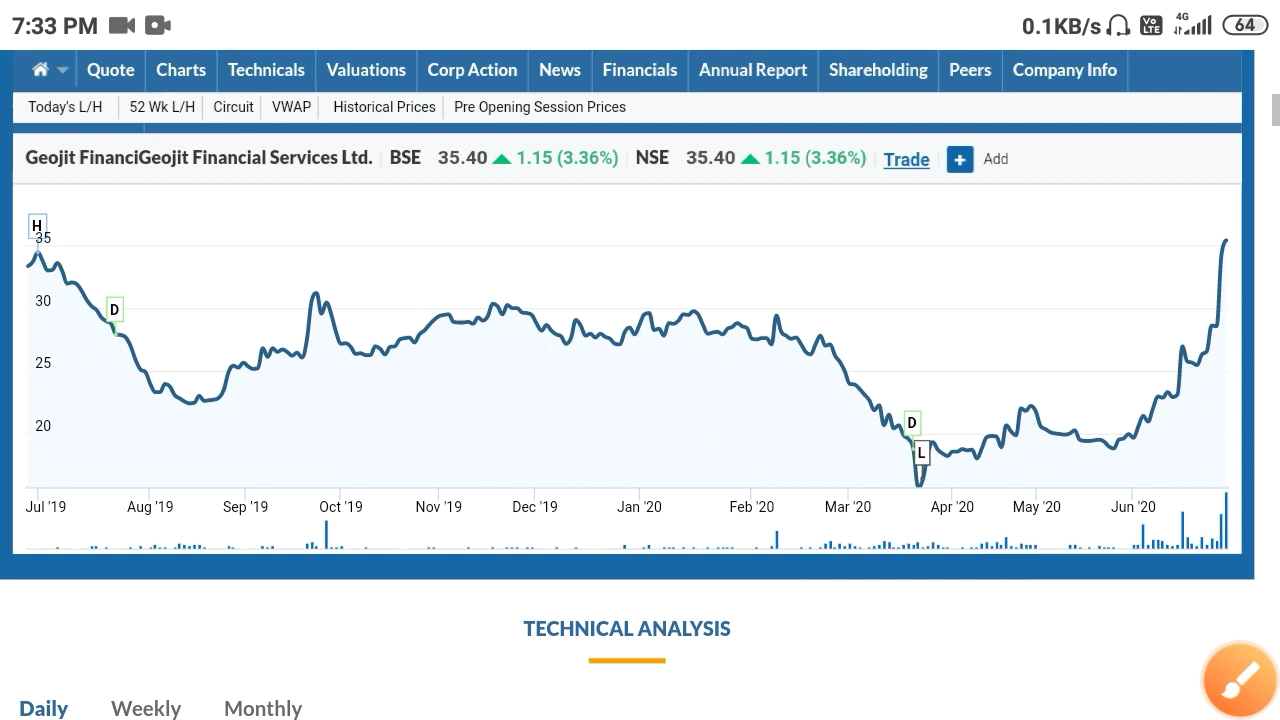 7:33 PM 0.1KB/s Vo LTE 4G 64
Quote Charts Technicals Valuations Corp Action News Financials Annual Report Shareholding Peers Company Info
Today's L/H 52 Wk L/H Circuit VWAP Historical Prices Pre Opening Session Prices
Geojit FinanciGeojit Financial Services Ltd. BSE 35.40 1.15 (3.36%) NSE 35.40 1.15 (3.36%) Trade + Add
H
35
D
30
25
D
20
L
Jul '19 Aug '19 Sep '19 Oct '19 Nov '19 Dec '19 Jan '20 Feb '20 Mar '20 Apr '20 May '20 Jun '20
TECHNICAL ANALYSIS
Daily Weekly Monthly